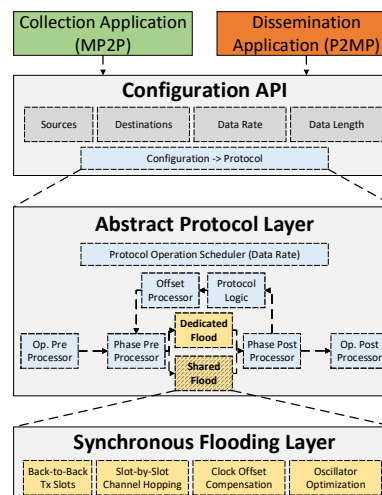 Collection Application
(MP2P)
Dissemination
Application (P2MP)
Configuration API
Sources
Destinations
Data Rate
Data Length
Configuration -> Protocol
Abstract Protocol Layer
Protocol Operation Scheduler (Data Rate)
Offset
Processor
Protocol
Logic
Dedicated
Flood
Op. Pre
Processor
Phase Pre
Processor
Phase Post
Processor
Op. Post
Processor
Shared
Flood
Synchronous Flooding Layer
Back-to-Back
Tx Slots
Slot-by-Slot
Channel Hopping
Clock Offset
Compensation
Oscillator
Optimization